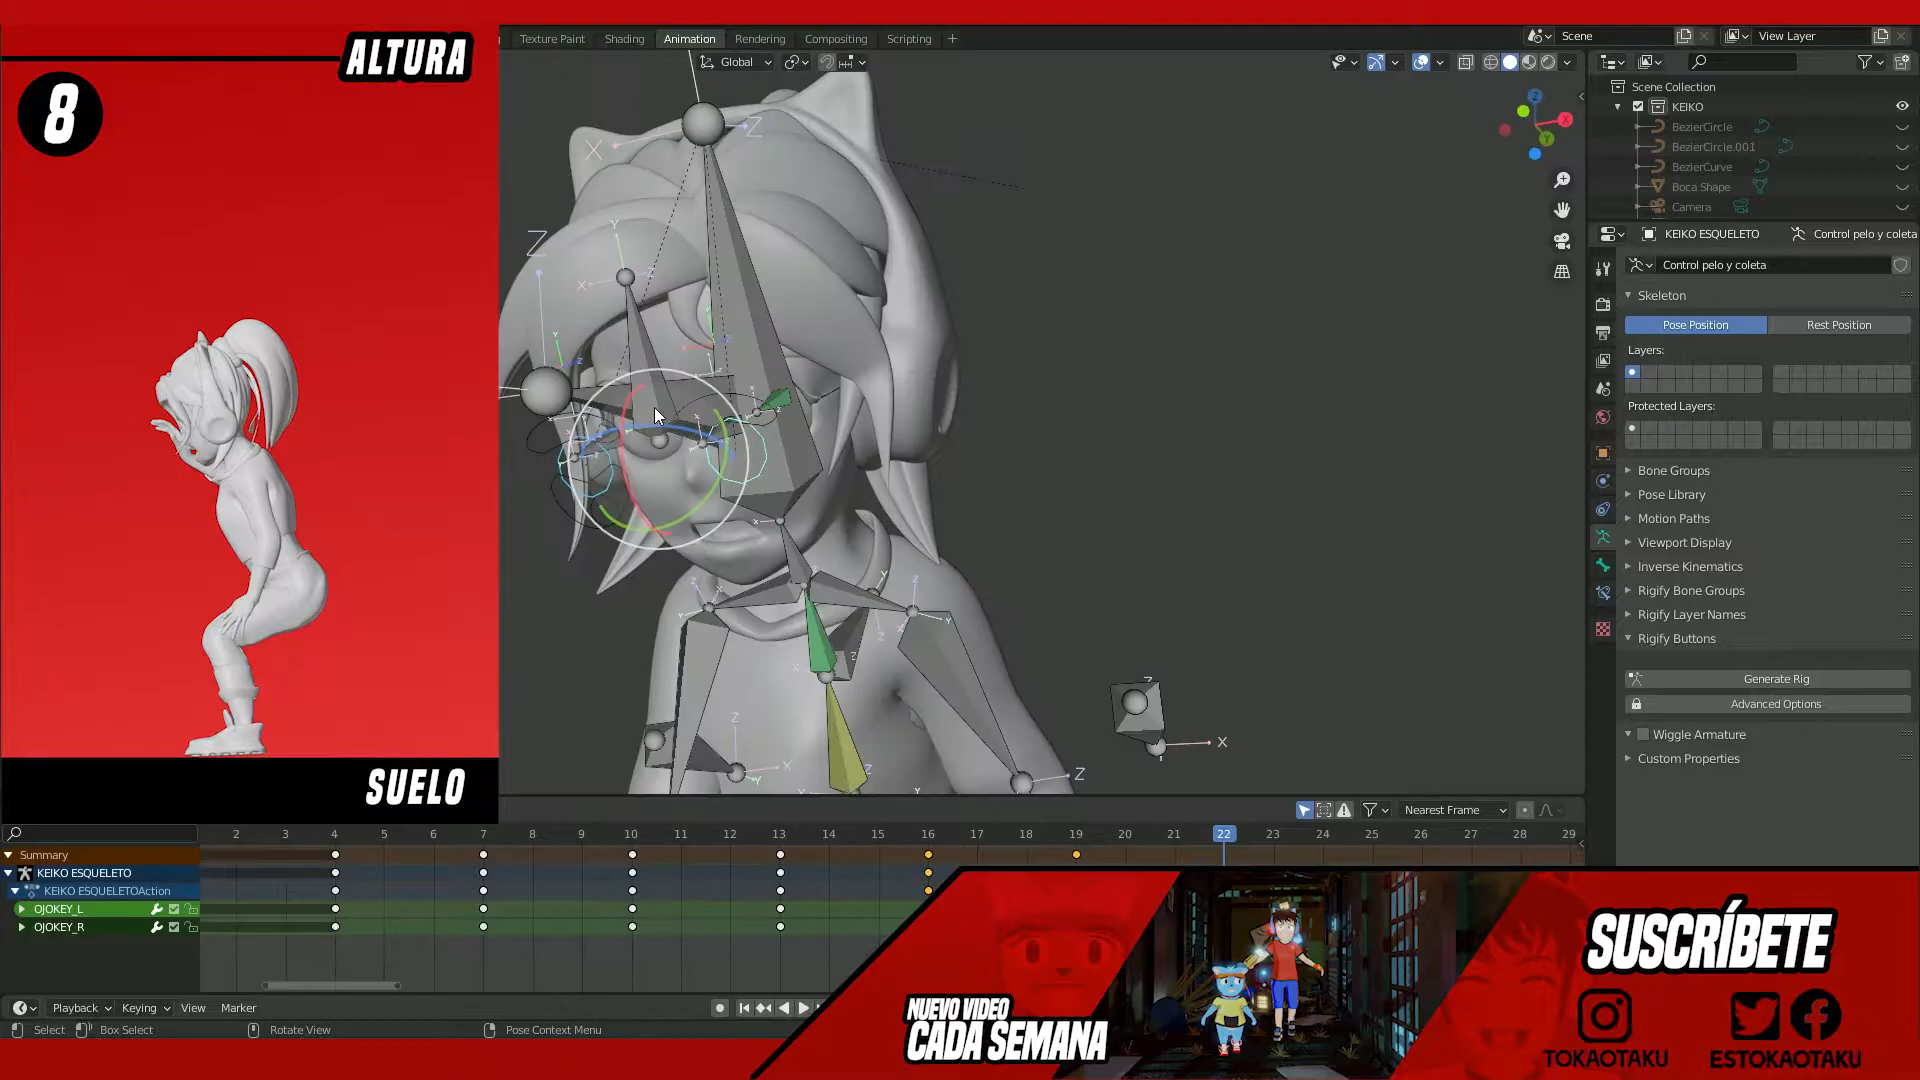 ALTURA
8
SUELO
Texture Paint Shading Animation Rendering Compositing Scripting +
Scene View Layer
Global
X Z
Scene Collection
KEIKO
BezierCircle
BezierCircle.001
BezierCurve
Boca Shape
Camera
KEIKO ESQUELETO Control pelo y coleta
Control pelo y coleta
Skeleton
Pose Position Rest Position
Layers:
Protected Layers:
Bone Groups
Pose Library
Motion Paths
Viewport Display
Inverse Kinematics
Rigify Bone Groups
Rigify Layer Names
Rigify Buttons
Generate Rig
Advanced Options
Wiggle Armature
Custom Properties
Nearest Frame
2 3 4 5 6 7 8 9 10 11 12 13 14 15 16 17 18 19 20 21 22 23 24 25 26 27 28 29
Summary
KEIKO ESQUELETO
KEIKO ESQUELETOAction
OJOKEY_L
OJOKEY_R
Playback Keying View Marker
Select Box Select Rotate View Pose Context Menu
NUEVO VIDEO
CADA SEMANA
SUSCRÍBETE
TOKAOTAKU ESTOKAOTAKU